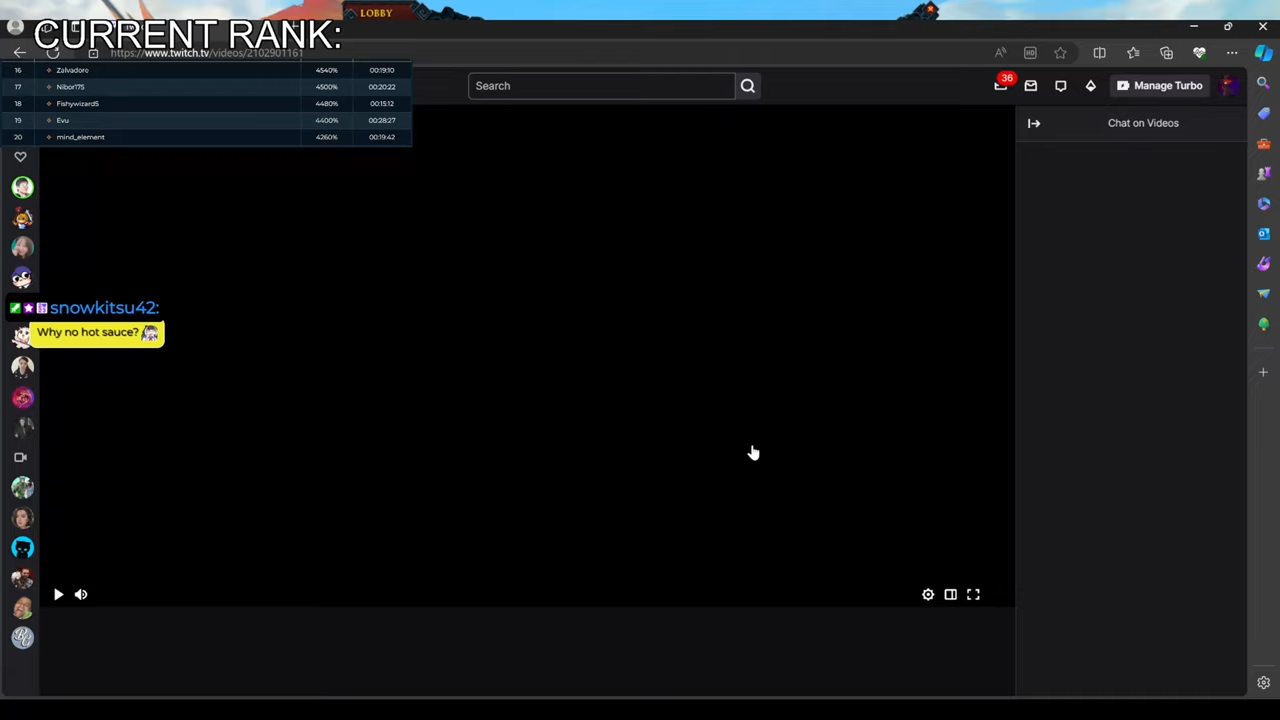 LOBBY
CURRENT RANK:
https://www.twitch.tv/videos/2102901161
16 Zalvadoro 4540% 00:19:10
17 Nibor175 4500% 00:20:22
18 Fishywizard5 4480% 00:15:12
19 Evu 4400% 00:28:27
20 mind_element 4260% 00:19:42
Search
36
Manage Turbo
Chat on Videos
snowkitsu42:
Why no hot sauce?